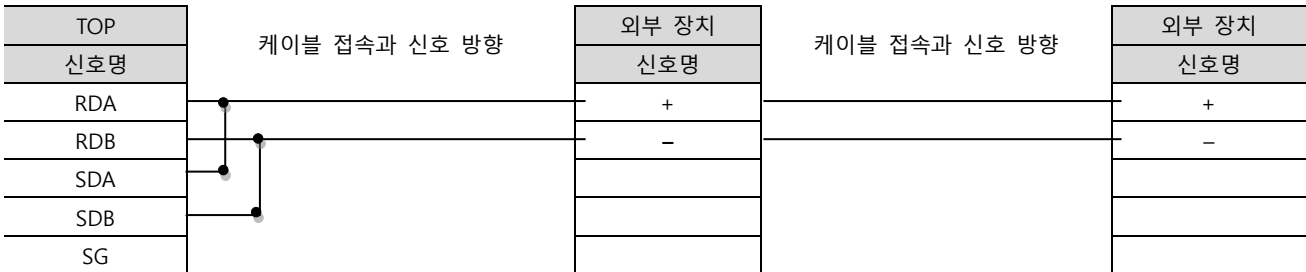 TOP 케이블 접속과 신호 방향 외부 장치 케이블 접속과 신호 방향 외부 장치
신호명 신호명 신호명
RDA + +
RDB – –
SDA
SDB
SG